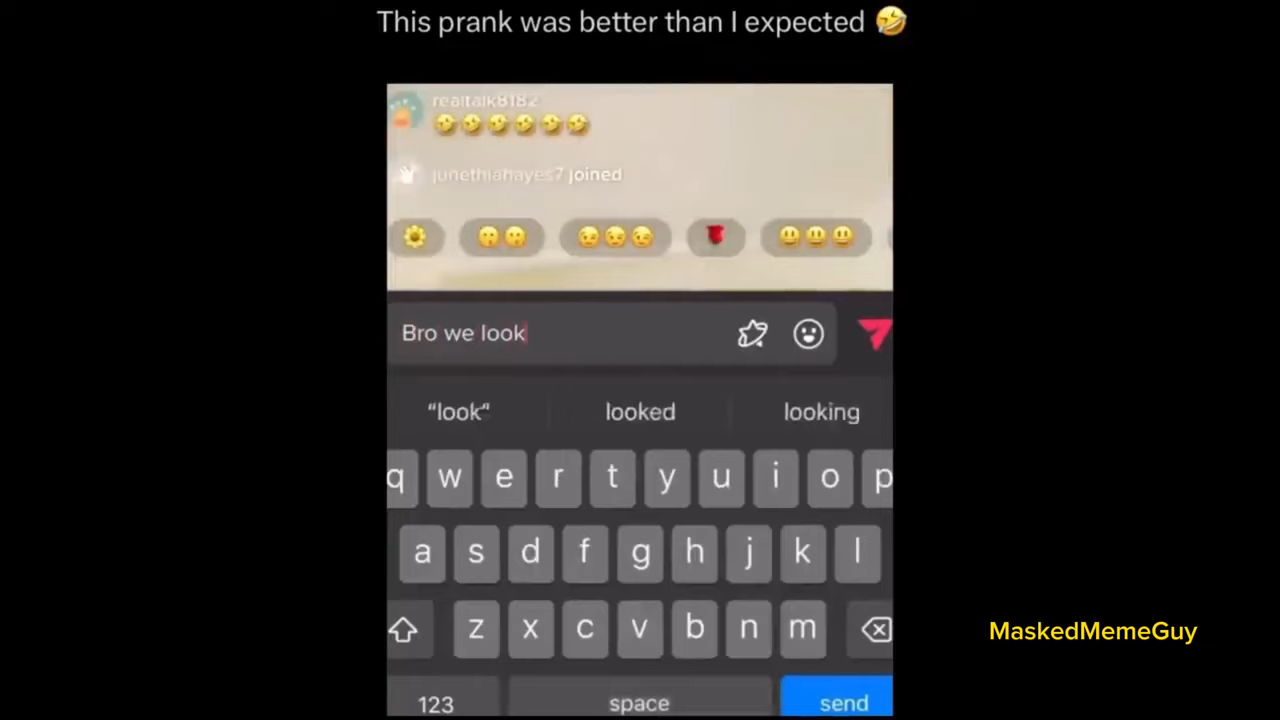 This prank was better than I expected 🤣
realtalk8182
🤣🤣🤣🤣🤣🤣
junethiahayes7 joined
Bro we look
“look” looked looking
q w e r t y u i o p
a s d f g h j k l
z x c v b n m
MaskedMemeGuy
123 space send